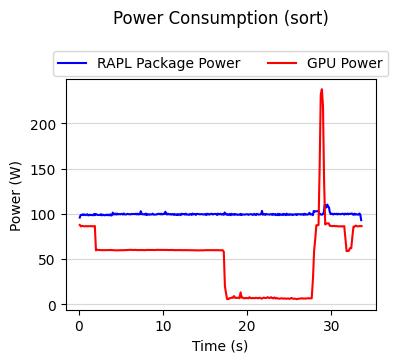 Power Consumption (sort)
RAPL Package Power
GPU Power
Power (W)
200
150
100
50
0
0
10
20
30
Time (s)